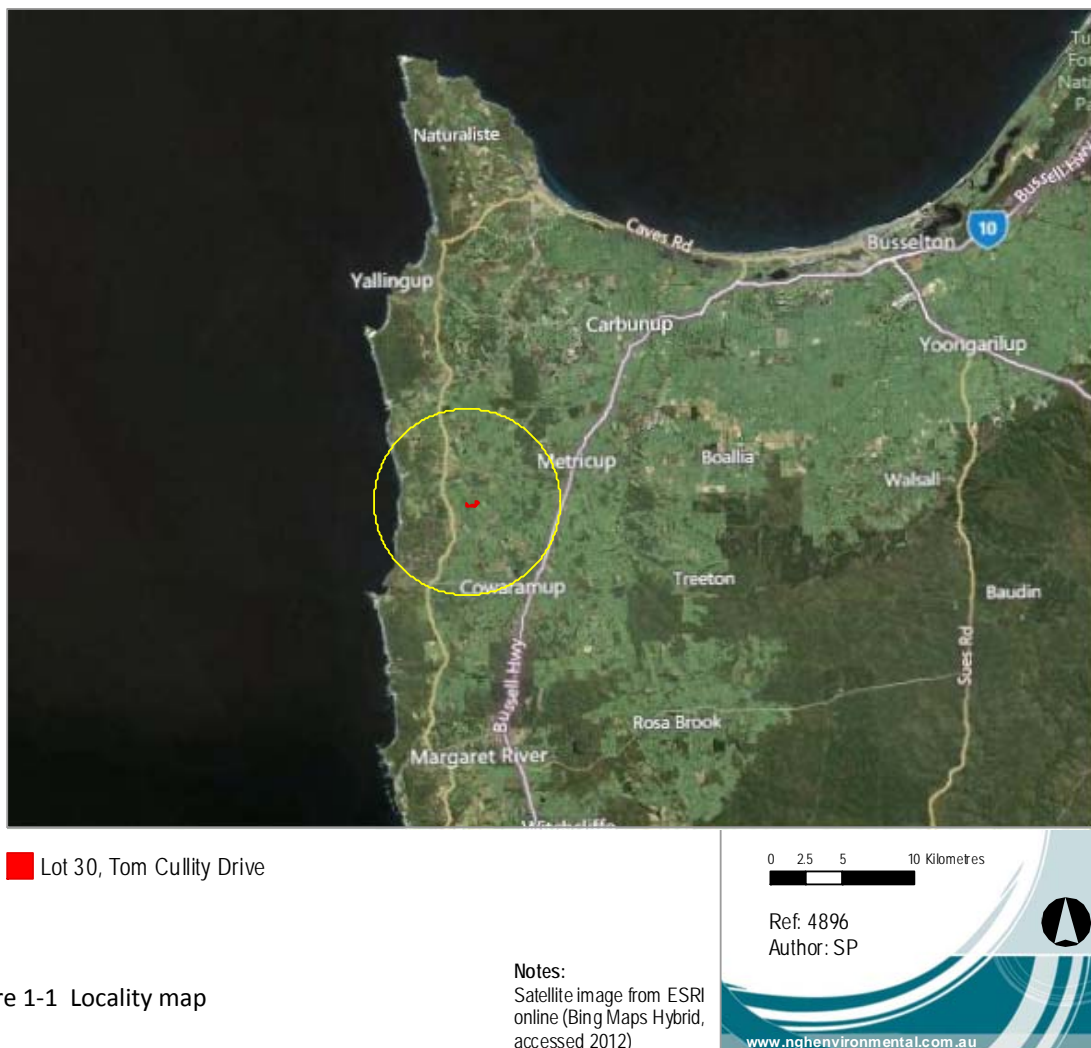 Naturaliste
Caves Rd
Bussell Hwy
10
Busselton
Yallingup
Carbunup
Yoongarilup
Metricup
Boallia
Walsall
Cowaramup
Treeton
Baudin
Sues Rd
Bussell Hwy
Rosa Brook
Margaret River
Lot 30, Tom Cullity Drive
0 2.5 5 10 Kilometres
Ref: 4896
Author: SP
Notes:
Satellite image from ESRI
online (Bing Maps Hybrid,
accessed 2012)
re 1-1 Locality map
www.nghenvironmental.com.au